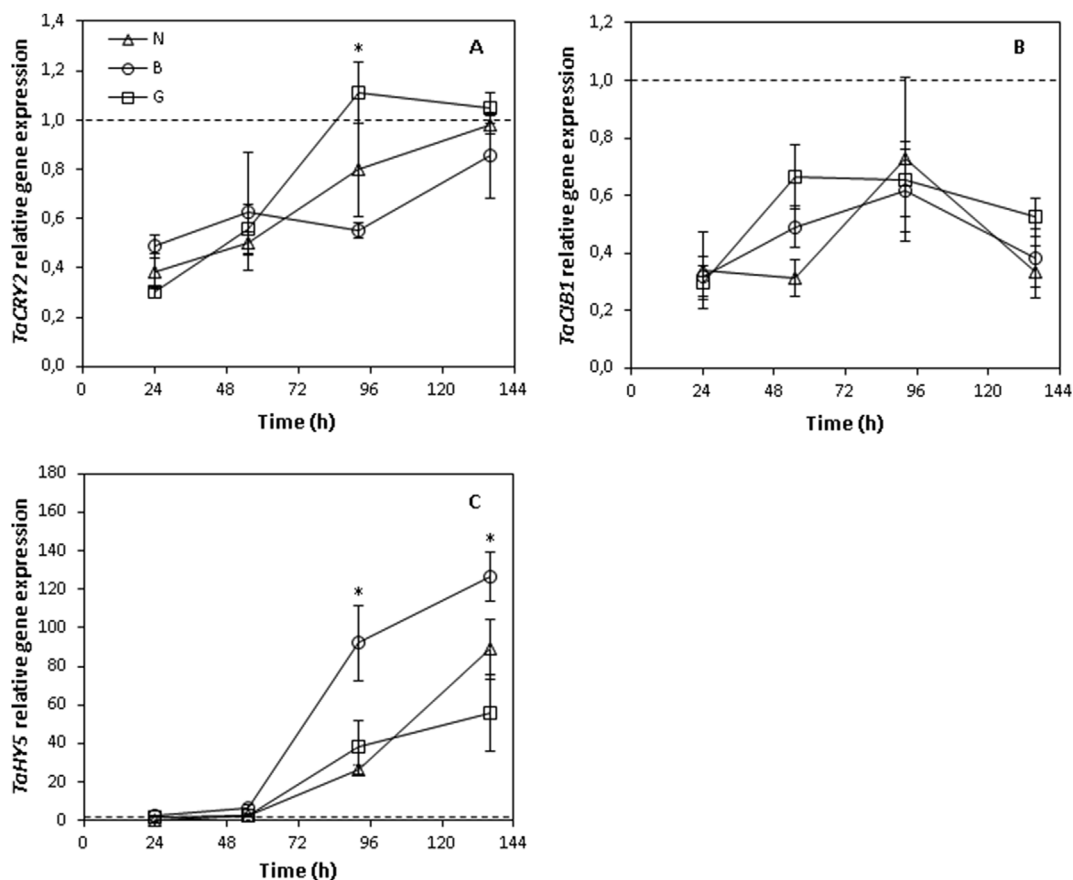 A
N
B
G
*
TaCRY2 relative gene expression
1,4
1,2
1,0
0,8
0,6
0,4
0,2
0,0
0 24 48 72 96 120 144
Time (h)
B
TaCIB1 relative gene expression
1,2
1,0
0,8
0,6
0,4
0,2
0,0
0 24 48 72 96 120 144
Time (h)
C
*
*
TaHY5 relative gene expression
180
160
140
120
100
80
60
40
20
0
0 24 48 72 96 120 144
Time (h)